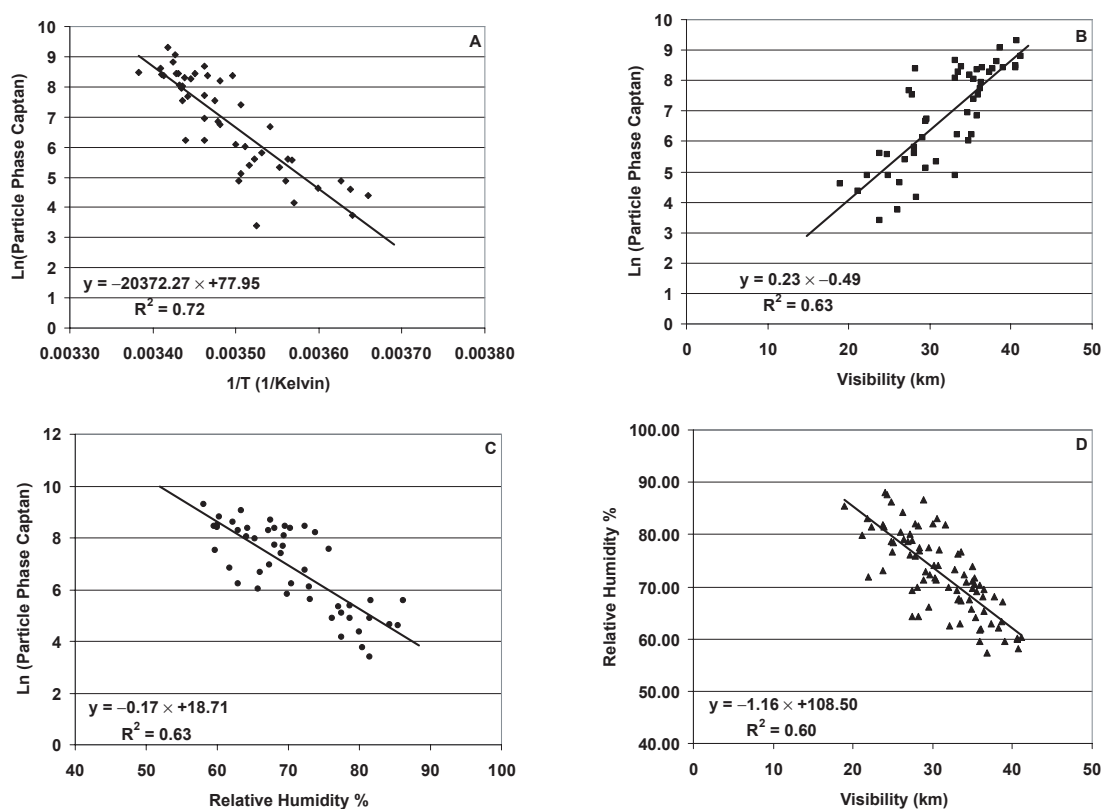 A
Ln(Particle Phase Captan)
10
9
8
7
6
5
4
3
2
1
0
y = −20372.27 × +77.95
R² = 0.72
0.00330 0.00340 0.00350 0.00360 0.00370 0.00380
1/T (1/Kelvin)
B
Ln (Particle Phase Captan)
10
9
8
7
6
5
4
3
2
1
0
y = 0.23 × −0.49
R² = 0.63
0 10 20 30 40 50
Visibility (km)
C
Ln (Particle Phase Captan)
12
10
8
6
4
2
0
y = −0.17 × +18.71
R² = 0.63
40 50 60 70 80 90 100
Relative Humidity %
D
Relative Humidity %
100.00
90.00
80.00
70.00
60.00
50.00
40.00
y = −1.16 × +108.50
R² = 0.60
0 10 20 30 40 50
Visibility (km)